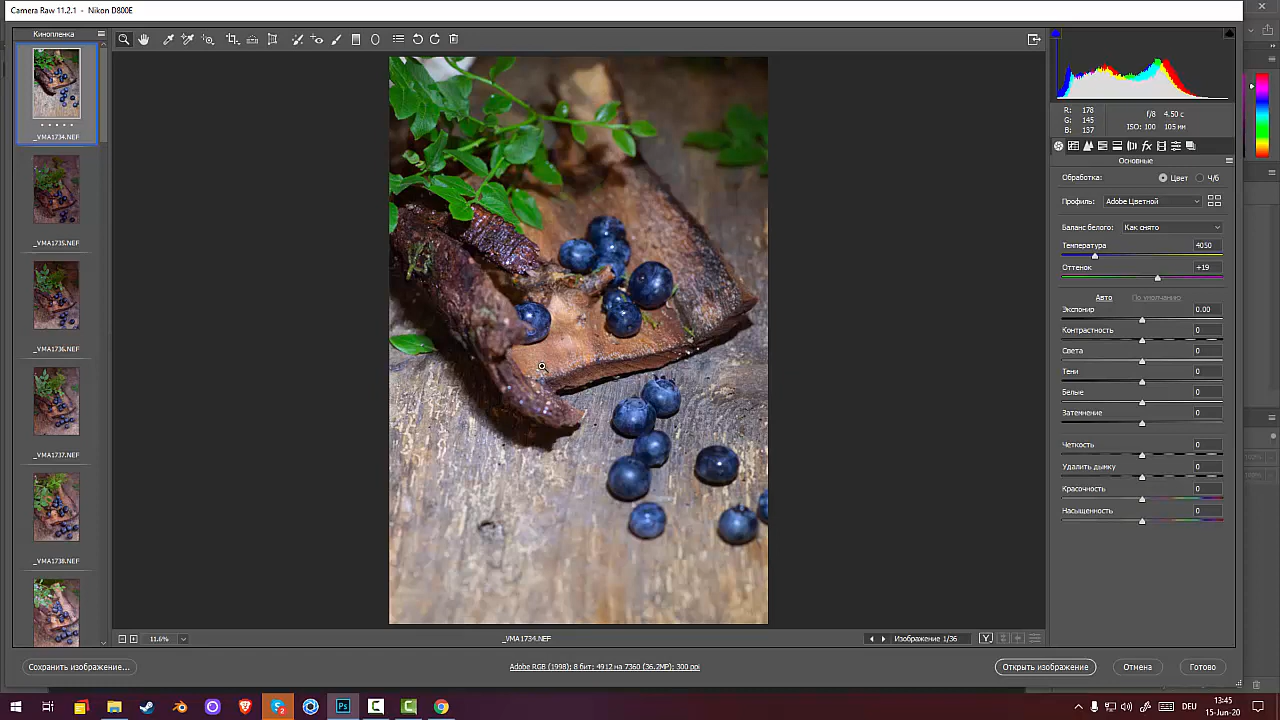 Camera Raw 11.2.1 - Nikon D800E
Кинопленка
_VMA1734.NEF
_VMA1735.NEF
_VMA1736.NEF
_VMA1737.NEF
_VMA1738.NEF
R: 178
G: 145
B: 137
f/8 4.50 c
ISO: 100 105 мм
Основные
Обработка: Цвет Ч/б
Профиль: Adobe Цветной
Баланс белого: Как снято
Температура 4050
Оттенок +19
Авто По умолчанию
Экспонир 0.00
Контрастность 0
Света 0
Тени 0
Белые 0
Затемнение 0
Четкость 0
Удалить дымку 0
Красочность 0
Насыщенность 0
11.6% _VMA1734.NEF Изображение 1/36 Y
Сохранить изображение... Adobe RGB (1998); 8 бит; 4912 на 7360 (36.2MP); 300 ppi Открыть изображение Отмена Готово
DEU
13:45
15-Jun-20